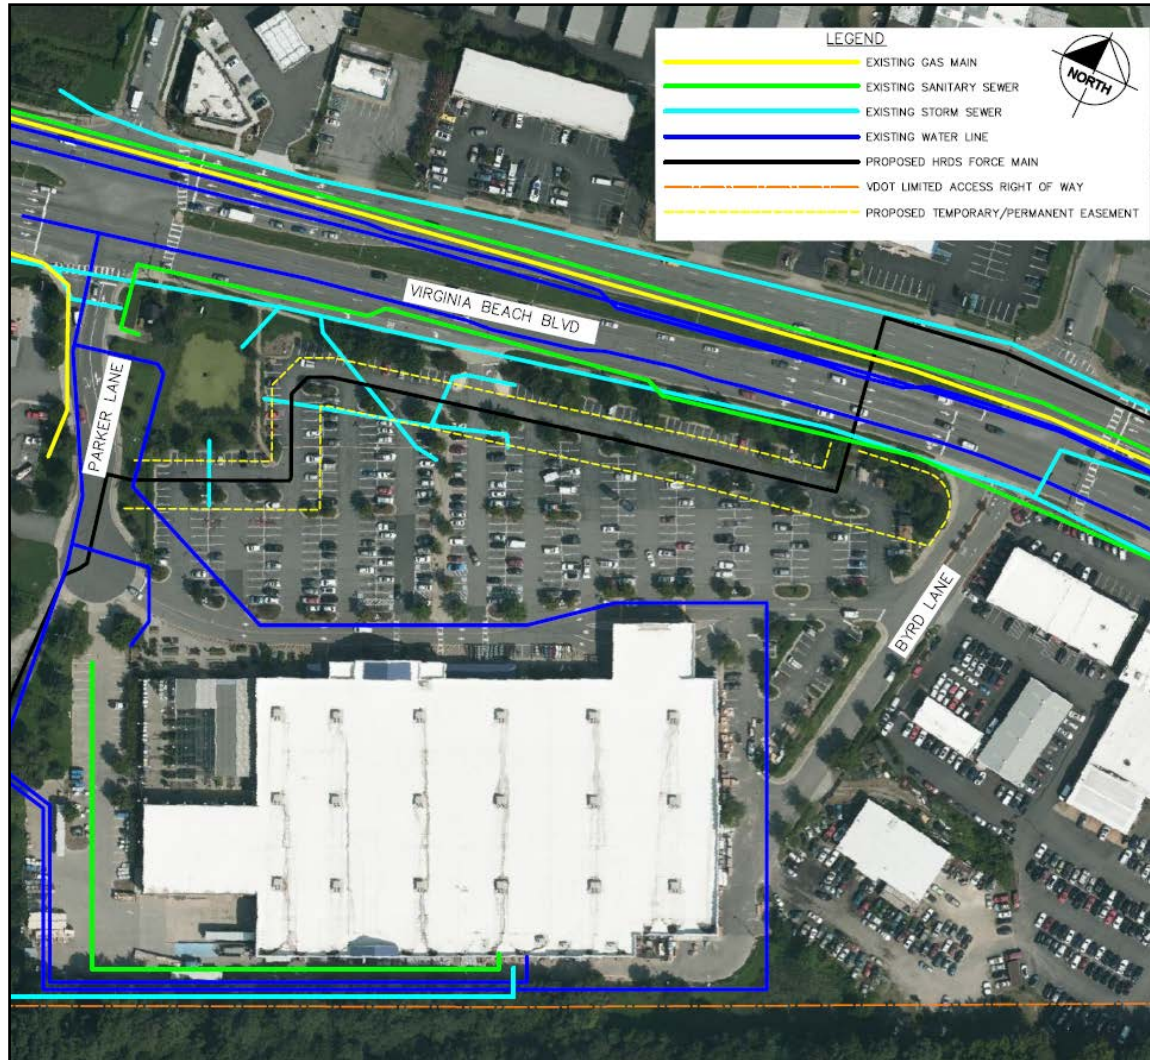 LEGEND
EXISTING GAS MAIN
EXISTING SANITARY SEWER
EXISTING STORM SEWER
EXISTING WATER LINE
PROPOSED HRDS FORCE MAIN
VDOT LIMITED ACCESS RIGHT OF WAY
PROPOSED TEMPORARY/PERMANENT EASEMENT
NORTH
VIRGINIA BEACH BLVD
PARKER LANE
BYRD LANE